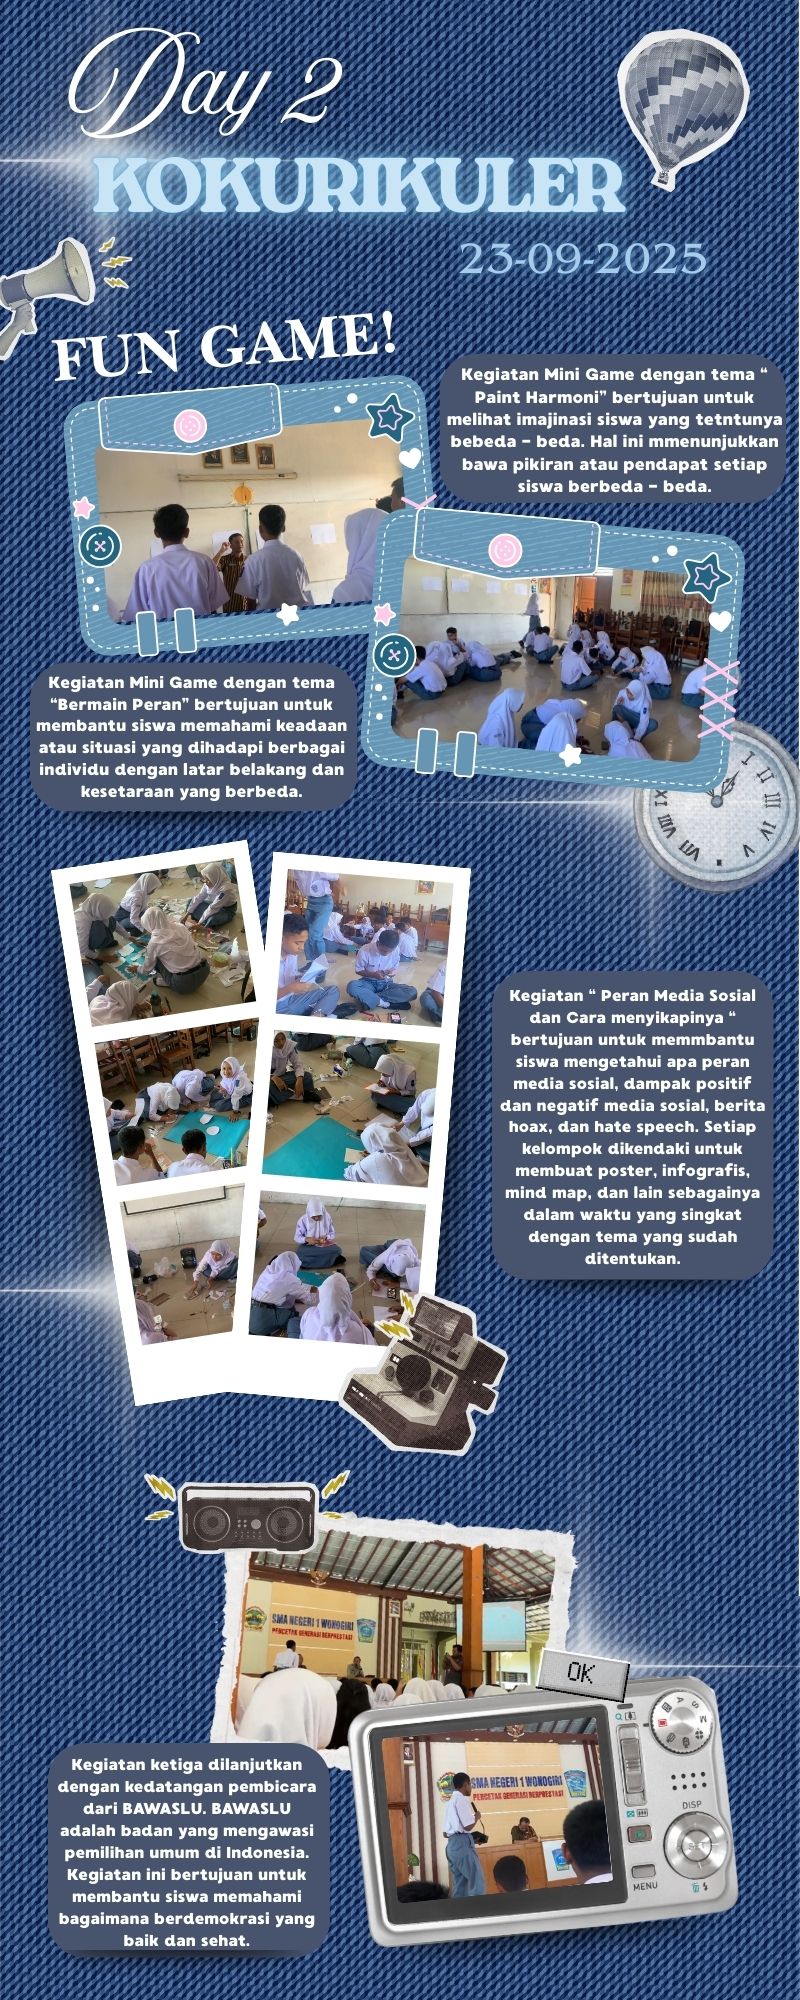 Day 2
KOKURIKULER
23-09-2025
FUN GAME!
Kegiatan Mini Game dengan tema “
Paint Harmoni” bertujuan untuk
melihat imajinasi siswa yang tetntunya
bebeda - beda. Hal ini mmenunjukkan
bawa pikiran atau pendapat setiap
siswa berbeda - beda.
Kegiatan Mini Game dengan tema
“Bermain Peran” bertujuan untuk
membantu siswa memahami keadaan
atau situasi yang dihadapi berbagai
individu dengan latar belakang dan
kesetaraan yang berbeda.
I II III IV V VII VIII IX
Kegiatan “ Peran Media Sosial
dan Cara menyikapinya “
bertujuan untuk memmbantu
siswa mengetahui apa peran
media sosial, dampak positif
dan negatif media sosial, berita
hoax, dan hate speech. Setiap
kelompok dikendaki untuk
membuat poster, infografis,
mind map, dan lain sebagainya
dalam waktu yang singkat
dengan tema yang sudah
ditentukan.
SMA NEGERI 1 WONOGIRI
PENCETAK GENERASI BERPRESTASI
OK
SMA NEGERI 1 WONOGIRI
PERCETAK GENERASI BERPRESTASI
A S M
DISP
SET
MENU
Kegiatan ketiga dilanjutkan
dengan kedatangan pembicara
dari BAWASLU. BAWASLU
adalah badan yang mengawasi
pemilihan umum di Indonesia.
Kegiatan ini bertujuan untuk
membantu siswa memahami
bagaimana berdemokrasi yang
baik dan sehat.